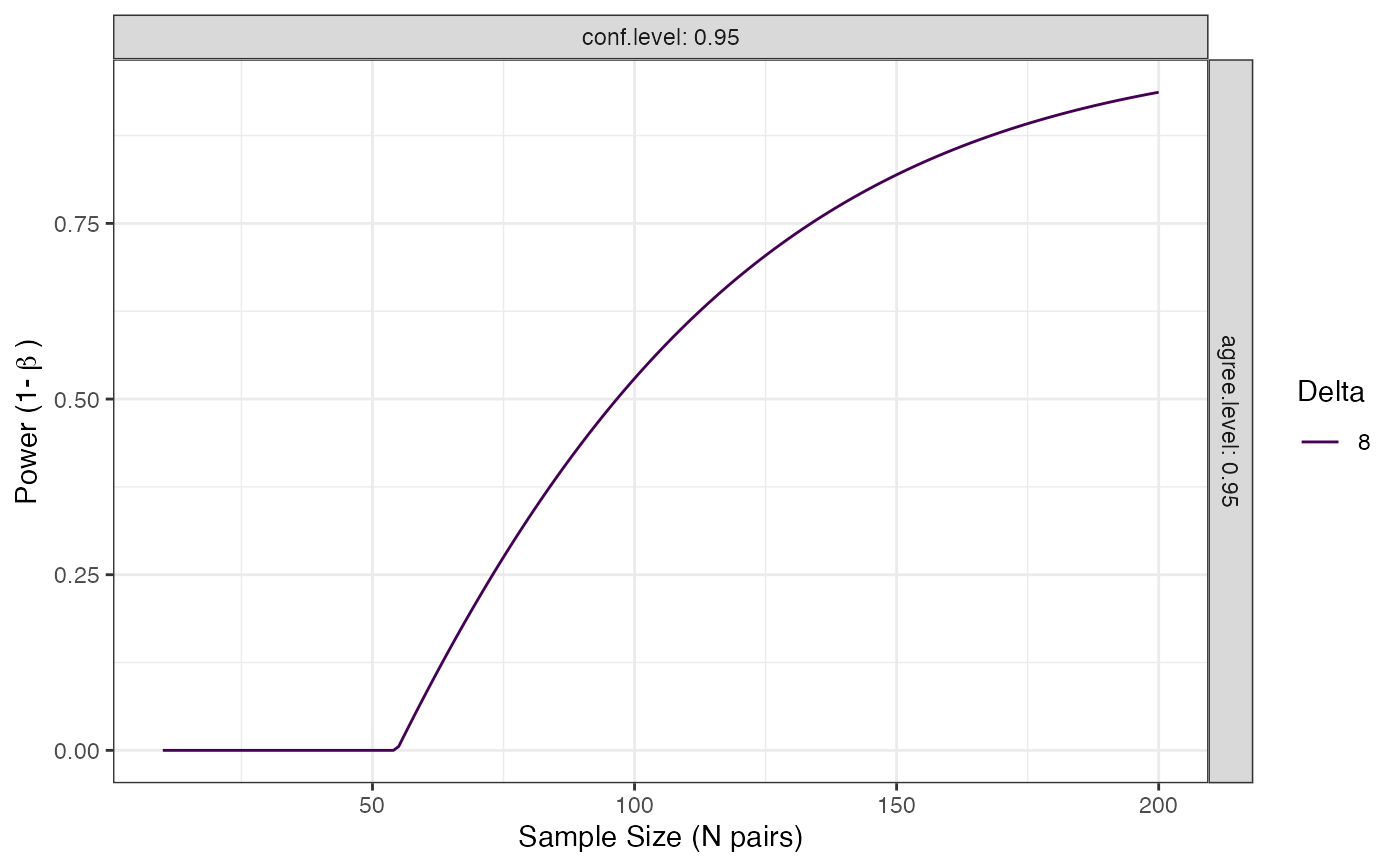 conf.level: 0.95
agree.level: 0.95
Power (1- β )
0.75
0.50
0.25
0.00
50
100
150
200
Sample Size (N pairs)
Delta
8